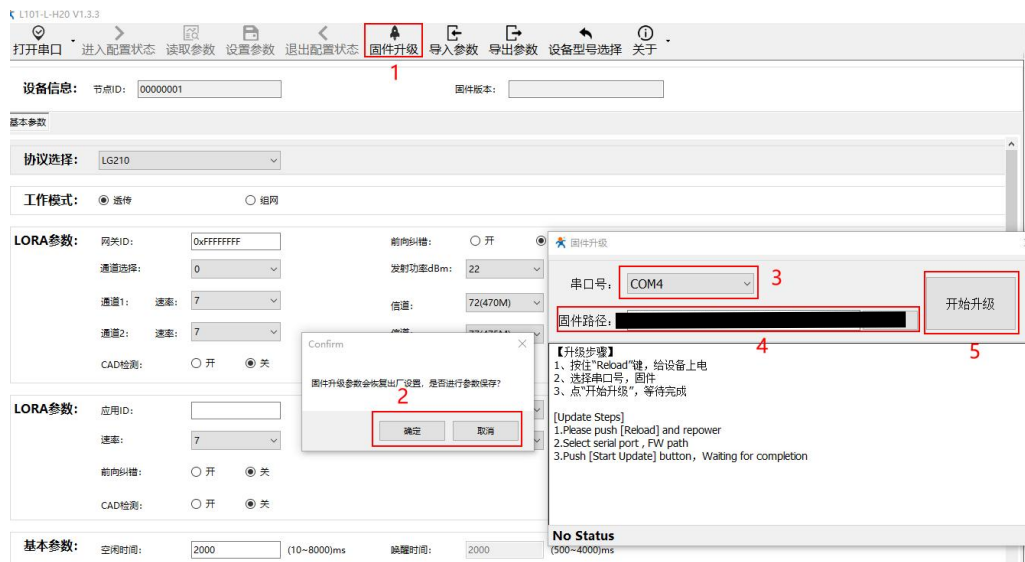 L101-L-H20 V1.3.3
打开串口 进入配置状态 读取参数 设置参数 退出配置状态 固件升级 导入参数 导出参数 设备型号选择 关于
1
设备信息: 节点ID: 00000001 固件版本:
基本参数
协议选择: LG210
工作模式: 透传 组网
LORA参数: 网关ID: 0xFFFFFFFF 前向纠错: 开
通道选择: 0 发射功率dBm: 22
通道1: 速率: 7 信道: 72(470M)
通道2: 速率: 7
CAD检测: 开 关
LORA参数: 应用ID:
速率: 7
前向纠错: 开 关
CAD检测: 开 关
基本参数: 空闲时间: 2000 (10~8000)ms 唤醒时间: 2000 (500~4000)ms
Confirm
固件升级参数会恢复出厂设置,是否进行参数保存?
2
确定 取消
固件升级
串口号: COM4 3
开始升级
固件路径:
4 5
【升级步骤】
1、按住"Reload"键,给设备上电
2、选择串口号,固件
3、点"开始升级",等待完成
[Update Steps]
1.Please push [Reload] and repower
2.Select serial port , FW path
3.Push [Start Update] button, Waiting for completion
No Status